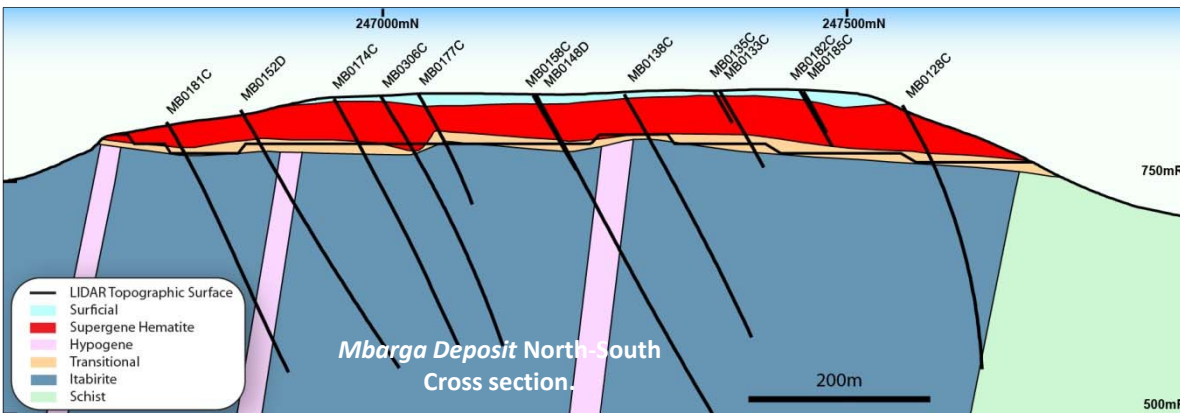 247000mN
247500mN
MB0181C
MB0152D
MB0174C
MB0306C
MB0177C
MB0158C
MB0148D
MB0138C
MB0135C
MB0133C
MB0182C
MB0185C
MB0128C
750mR
LIDAR Topographic Surface
Surficial
Supergene Hematite
Hypogene
Transitional
Itabirite
Schist
Mbarga Deposit North-South
Cross section.
200m
500mR